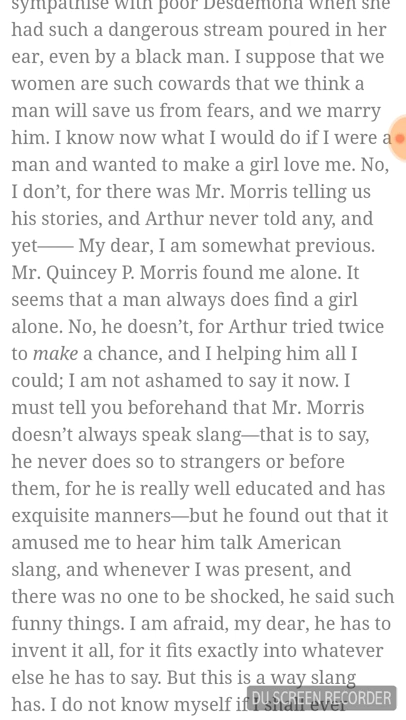 sympathise with poor Desdemona when she
had such a dangerous stream poured in her
ear, even by a black man. I suppose that we
women are such cowards that we think a
man will save us from fears, and we marry
him. I know now what I would do if I were a
man and wanted to make a girl love me. No,
I don’t, for there was Mr. Morris telling us
his stories, and Arthur never told any, and
yet—— My dear, I am somewhat previous.
Mr. Quincey P. Morris found me alone. It
seems that a man always does find a girl
alone. No, he doesn’t, for Arthur tried twice
to make a chance, and I helping him all I
could; I am not ashamed to say it now. I
must tell you beforehand that Mr. Morris
doesn’t always speak slang—that is to say,
he never does so to strangers or before
them, for he is really well educated and has
exquisite manners—but he found out that it
amused me to hear him talk American
slang, and whenever I was present, and
there was no one to be shocked, he said such
funny things. I am afraid, my dear, he has to
invent it all, for it fits exactly into whatever
else he has to say. But this is a way slang
has. I do not know myself if I shall ever
DU SCREEN RECORDER